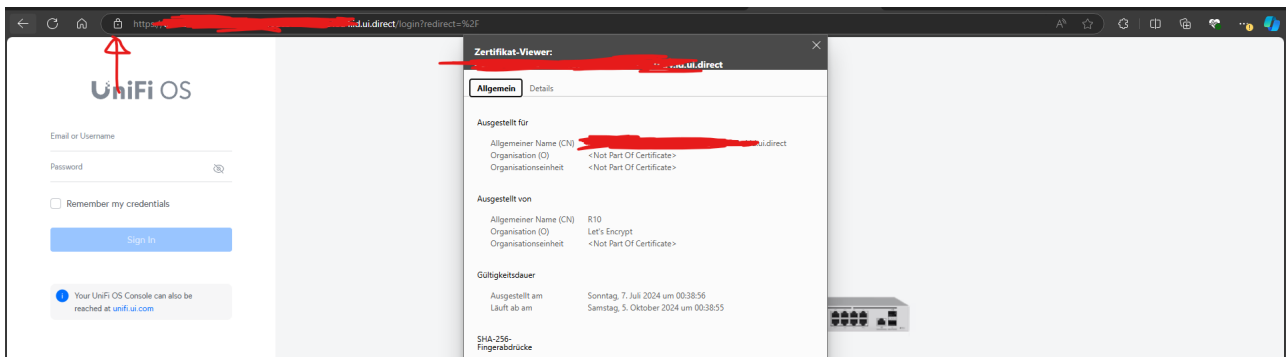 https:/
.id.ui.direct/login?redirect=%2F
UniFi OS
Email or Username
Password
Remember my credentials
Sign In
Your UniFi OS Console can also be
reached at unifi.ui.com
Zertifikat-Viewer:
.id.ui.direct
Allgemein Details
Ausgestellt für
Allgemeiner Name (CN) ui.direct
Organisation (O) <Not Part Of Certificate>
Organisationseinheit <Not Part Of Certificate>
Ausgestellt von
Allgemeiner Name (CN) R10
Organisation (O) Let's Encrypt
Organisationseinheit <Not Part Of Certificate>
Gültigkeitsdauer
Ausgestellt am Sonntag, 7. Juli 2024 um 00:38:56
Läuft ab am Samstag, 5. Oktober 2024 um 00:38:55
SHA-256-
Fingerabdrücke